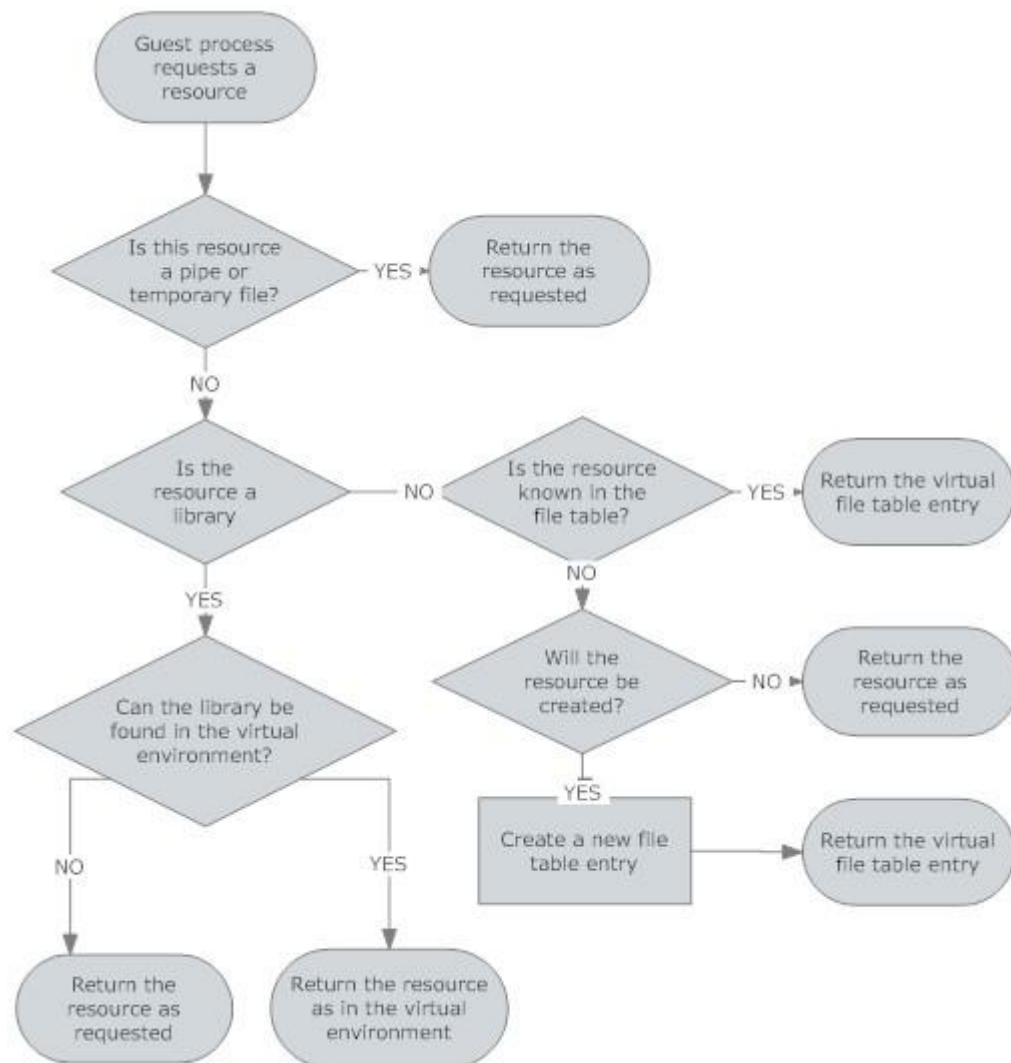 Guest process
requests a
resource
Is this resource
a pipe or
temporary file?
YES
Return the
resource as
requested
NO
Is the
resource a
library
NO
Is the resource
known in the
file table?
YES
Return the virtual
file table entry
YES
NO
Can the library be
found in the virtual
environment?
Will the
resource be
created?
NO
Return the
resource as
requested
YES
Create a new file
table entry
Return the virtual
file table entry
NO
YES
Return the
resource as
requested
Return the resource
as in the virtual
environment